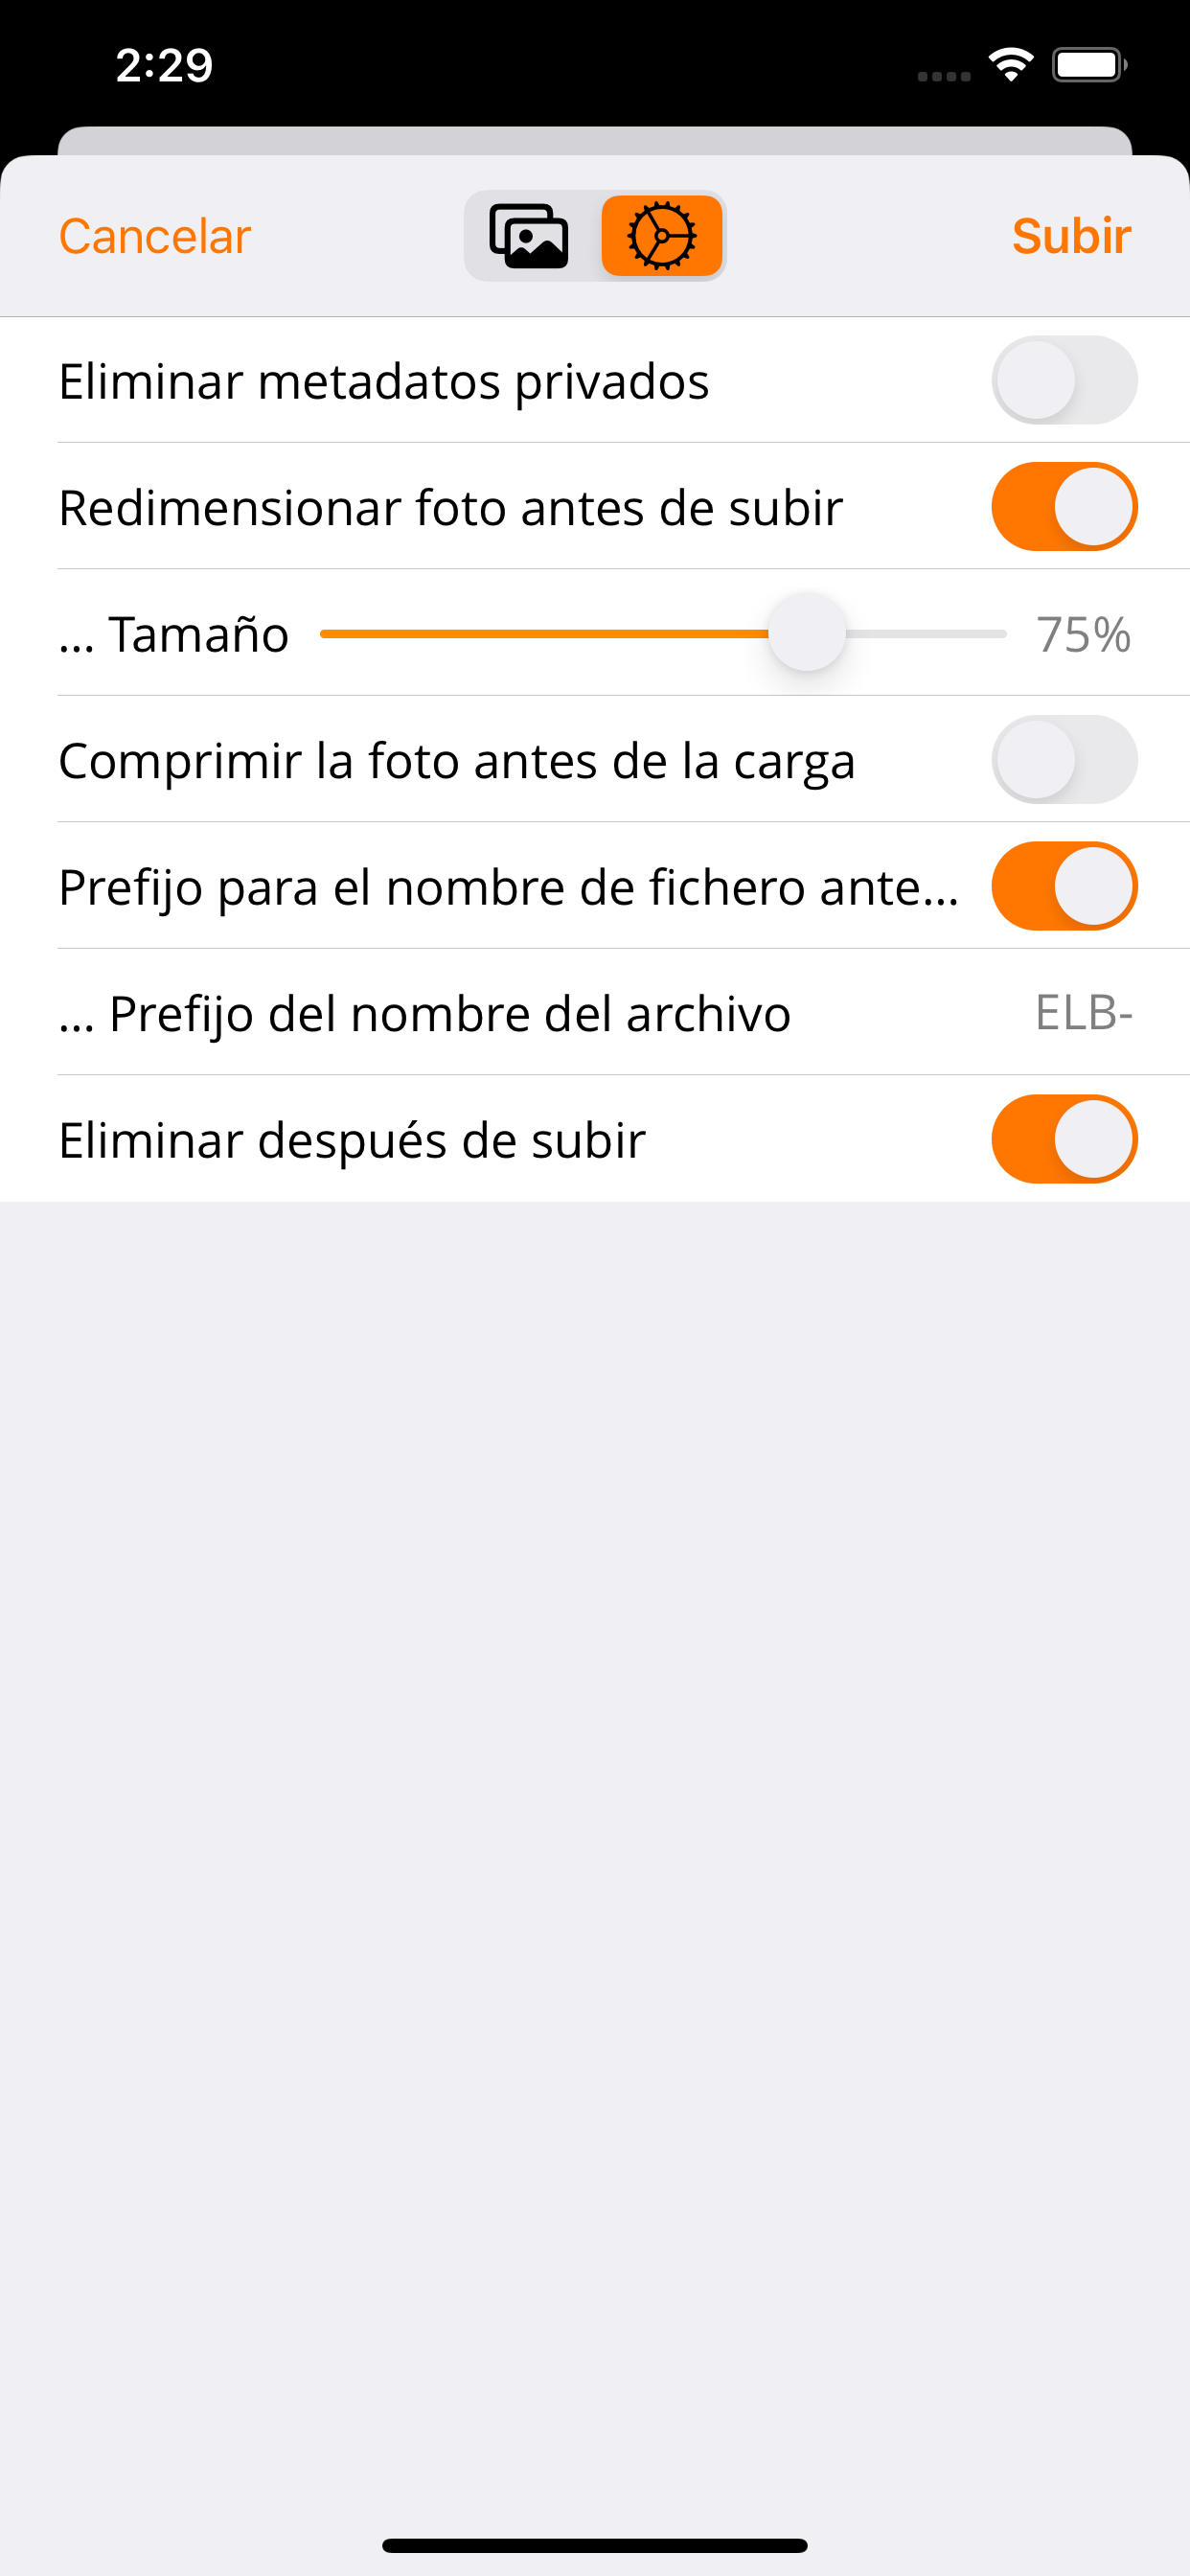 2:29
Cancelar
Subir
Eliminar metadatos privados
Redimensionar foto antes de subir
... Tamaño 75%
Comprimir la foto antes de la carga
Prefijo para el nombre de fichero ante...
... Prefijo del nombre del archivo ELB-
Eliminar después de subir